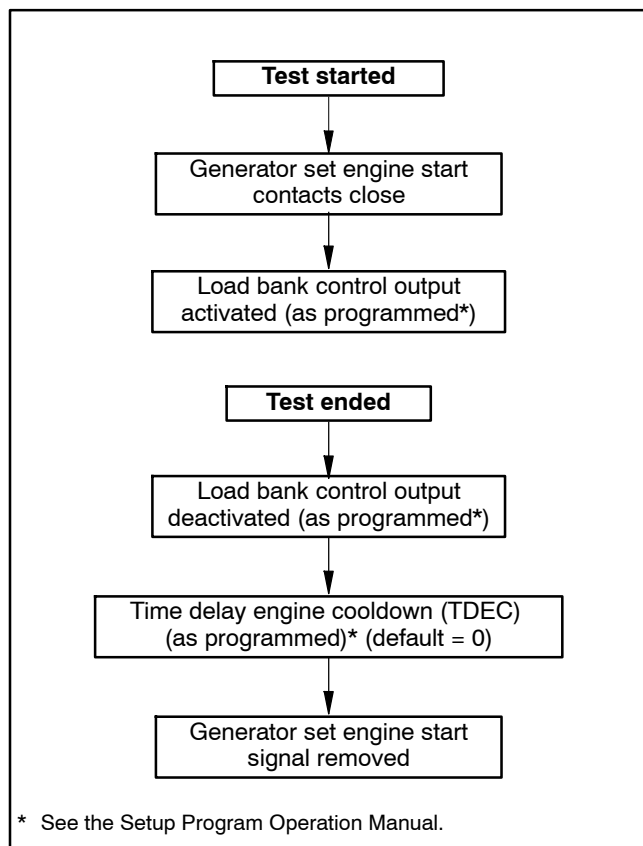 Test started
Generator set engine start
contacts close
Load bank control output
activated (as programmed*)
Test ended
Load bank control output
deactivated (as programmed*)
Time delay engine cooldown (TDEC)
(as programmed)* (default = 0)
Generator set engine start
signal removed
* See the Setup Program Operation Manual.